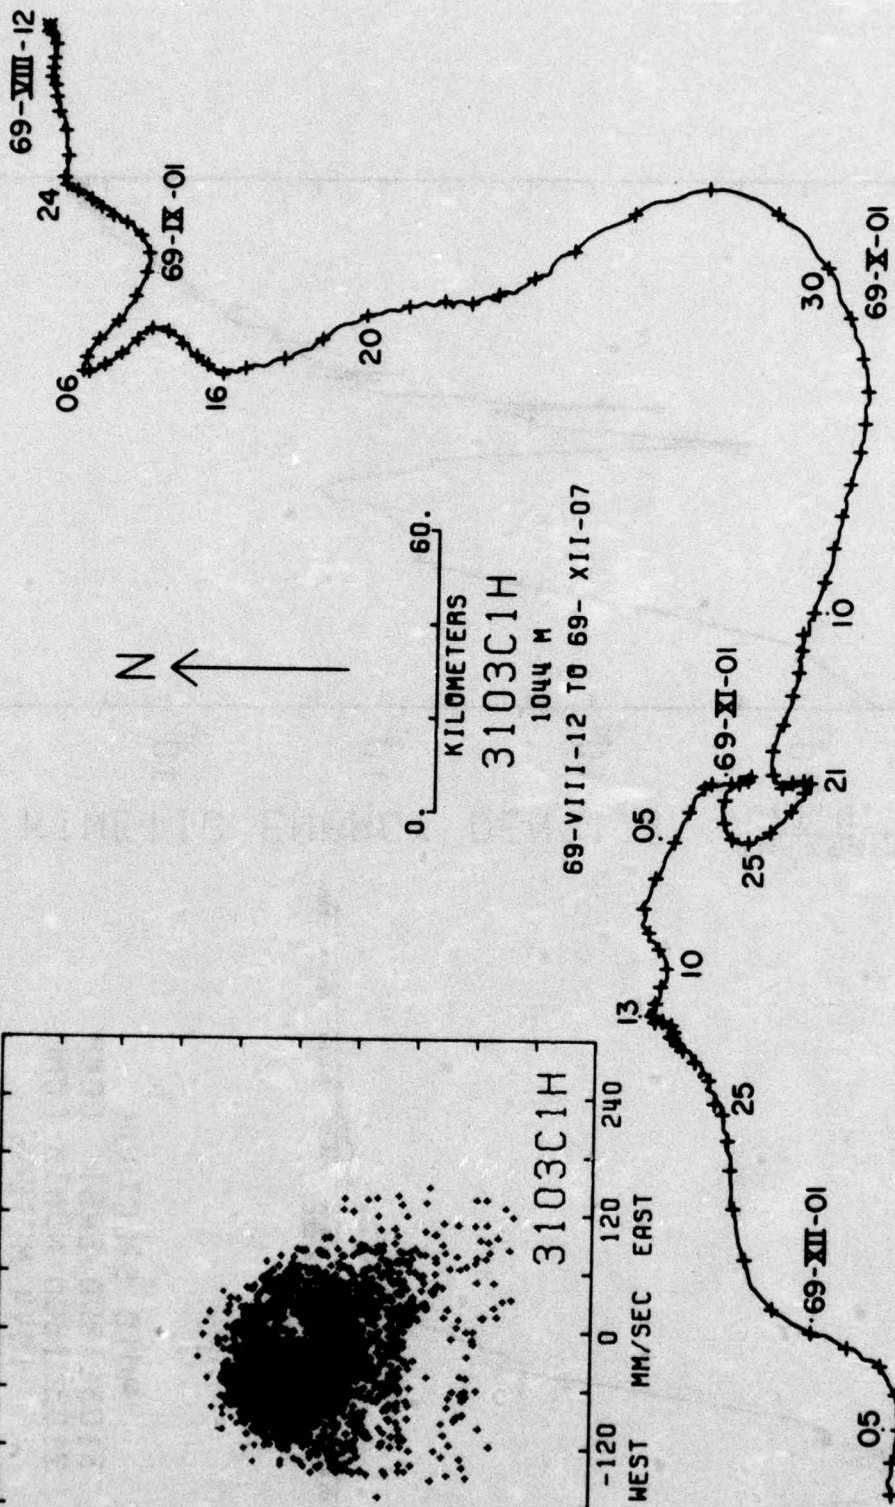 69-VIII-12
24
69-IX-01
06
16
20
30
69-X-01
N
0. 60.
KILOMETERS
3103C1H
1044 M
69-VIII-12 TO 69- XII-07
10
21
69-XI-01
25
05
10
13
25
69-XII-01
05
3103C1H
-120 0 120 240
WEST MM/SEC EAST